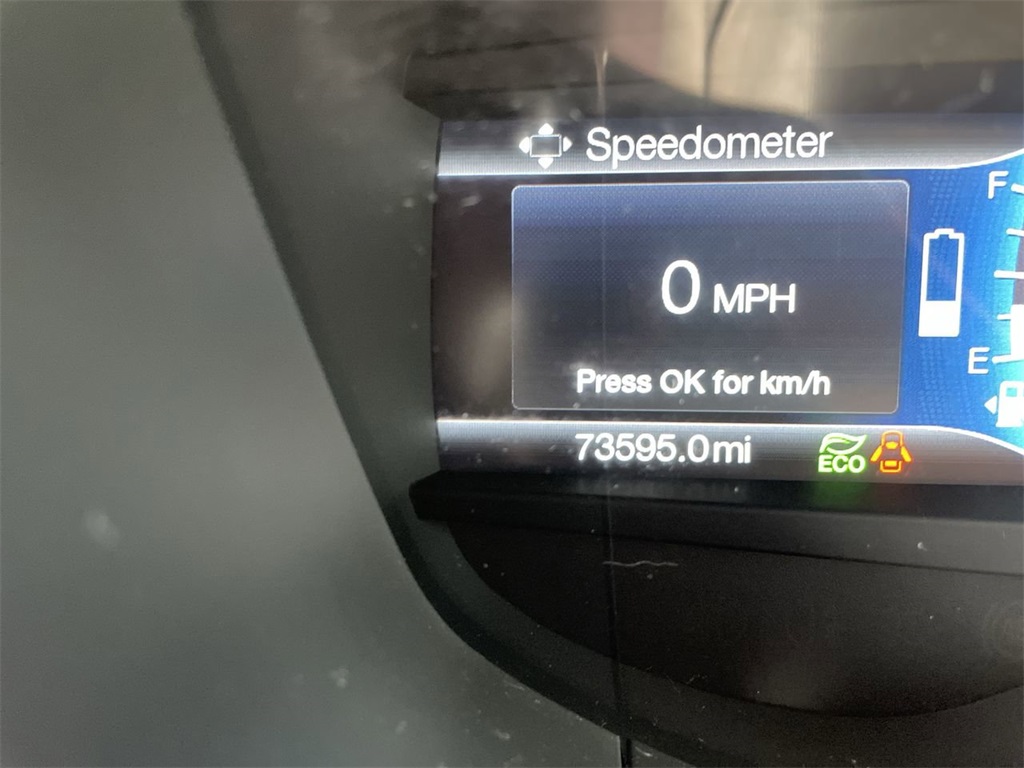 Speedometer
F
0 MPH
E
Press OK for km/h
73595.0mi
ECO